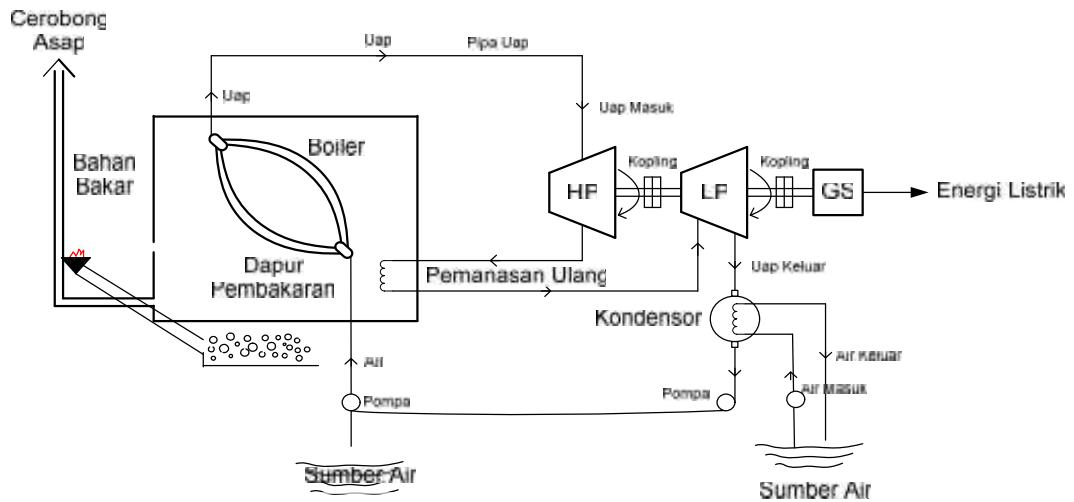 Cerobong
Asap
Uap
Pipa Uap
Uap
Uap Masuk
Bahan
Bakar
Boiler
Kopling
Kopling
HP
LP
GS
Energi Listrik
Dapur
Pembakaran
Pemanasan Ulang
Uap Keluar
Kondensor
Air
Air Keluar
Air Masuk
Pompa
Pompa
Sumber Air
Sumber Air